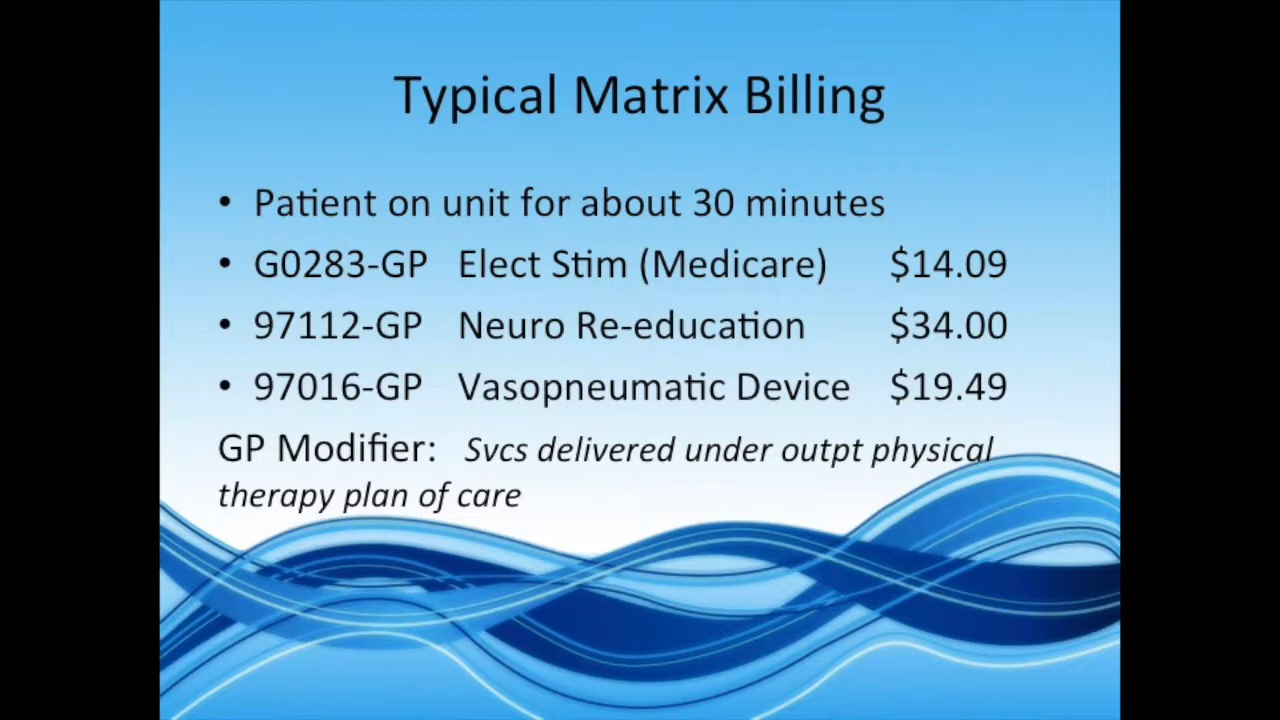 Typical Matrix Billing
• Patient on unit for about 30 minutes
• G0283-GP Elect Stim (Medicare) $14.09
• 97112-GP Neuro Re-education $34.00
• 97016-GP Vasopneumatic Device $19.49
GP Modifier: Svcs delivered under outpt physical
therapy plan of care